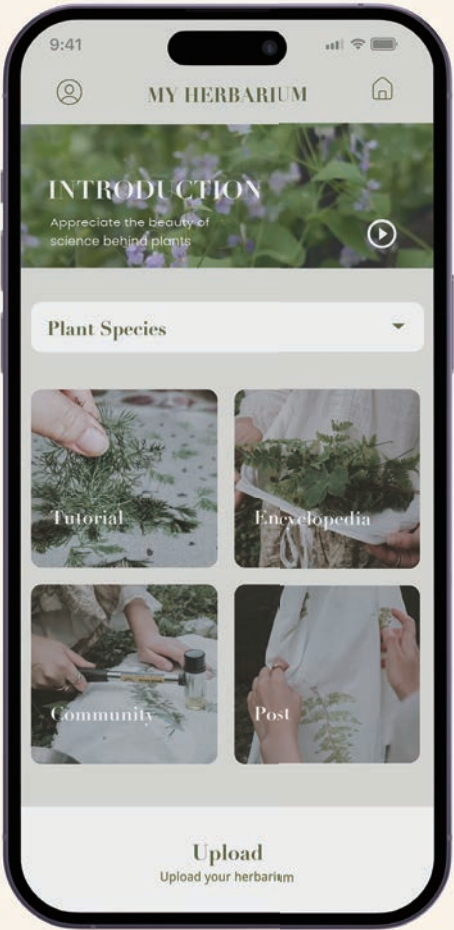 9:41
MY HERBARIUM
INTRODUCTION
Appreciate the beauty of
science behind plants
Plant Species
Tutorial
Encyclopedia
Community
Post
Upload
Upload your herbarium